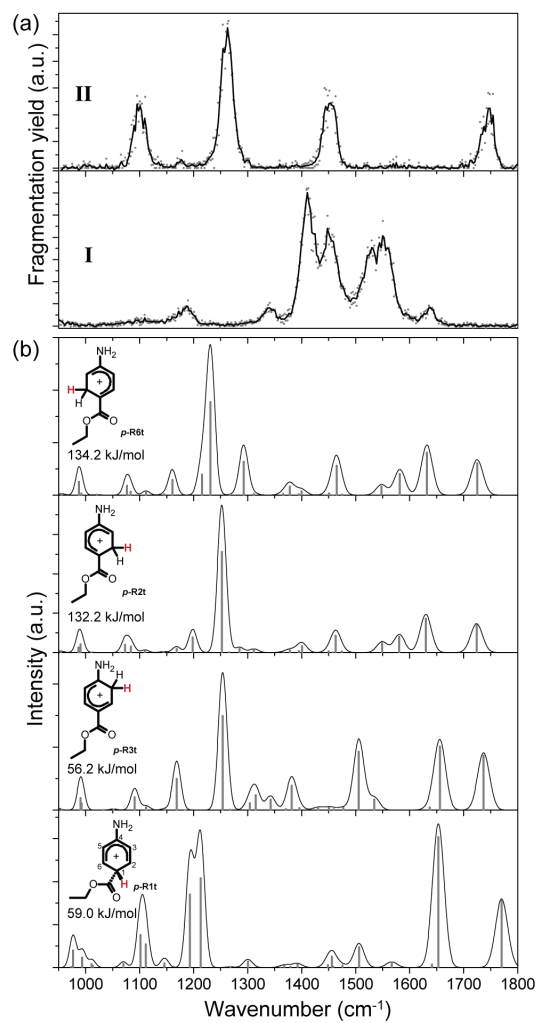 (a)
Fragmentation yield (a.u.)
II
I
(b)
Intensity (a.u.)
NH2
H
+
H
O
O
p-R6t
134.2 kJ/mol
NH2
+
H
H
O
O
p-R2t
132.2 kJ/mol
NH2
H
H
+
O
O
p-R3t
56.2 kJ/mol
NH2
4
5
3
+
6
2
1
O
H
p-R1t
O
59.0 kJ/mol
1000 1100 1200 1300 1400 1500 1600 1700 1800
Wavenumber (cm-1)